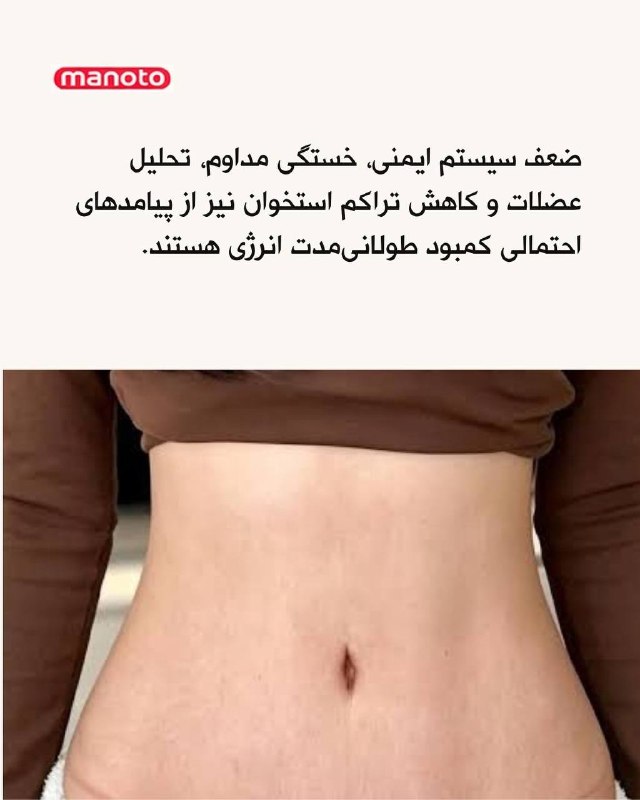 manoto
ضعف سیستم ایمنی، خستگی مداوم، تحلیل
عضلات و کاهش تراکم استخوان نیز از پیامدهای
احتمالی کمبود طولانی‌مدت انرژی هستند.